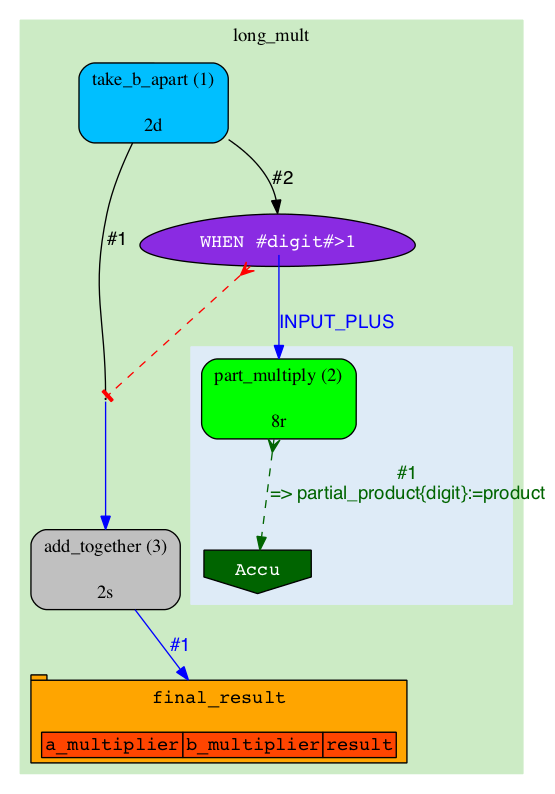 long_mult
take_b_apart (1)
2d
#2
#1
WHEN #digit#>1
INPUT_PLUS
part_multiply (2)
8r
#1
=> partial_product{digit}:=product
add_together (3)
2s
Accu
#1
final_result
a_multiplier b_multiplier result